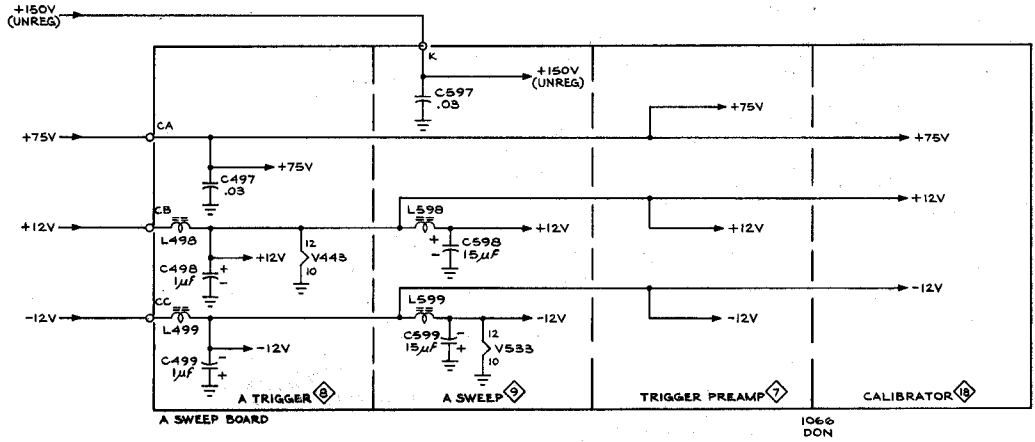 +150V
(UNREG)
K
+150V
(UNREG)
C597
.03
+75V
CA
+75V
+75V
+75V
C497
.03
CB
+12V
L498
L598
+12V
+12V
+12V
+12V
C498
1µF
+
-
12
V443
10
+
-
C598
15µF
CC
-12V
L499
L599
-12V
-12V
-12V
-12V
C499
1µF
-
+
C599
15µF
-
+
12
V533
10
A TRIGGER 8
A SWEEP 9
TRIGGER PREAMP 7
CALIBRATOR 18
A SWEEP BOARD
1066
DON